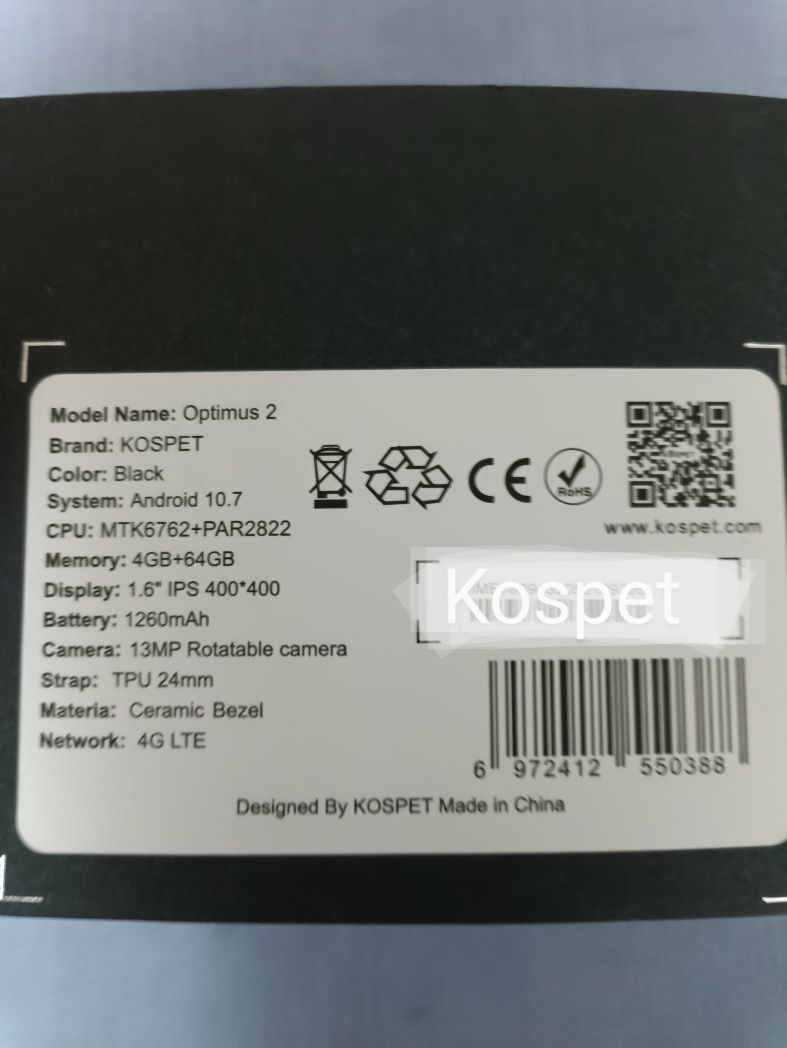 Model Name: Optimus 2
Brand: KOSPET
Color: Black
System: Android 10.7
CPU: MTK6762+PAR2822
Memory: 4GB+64GB
Display: 1.6" IPS 400*400
Battery: 1260mAh
Camera: 13MP Rotatable camera
Strap: TPU 24mm
Materia: Ceramic Bezel
Network: 4G LTE
CE
RoHS
www.kospet.com
Kospet
6 972412 550388
Designed By KOSPET Made in China